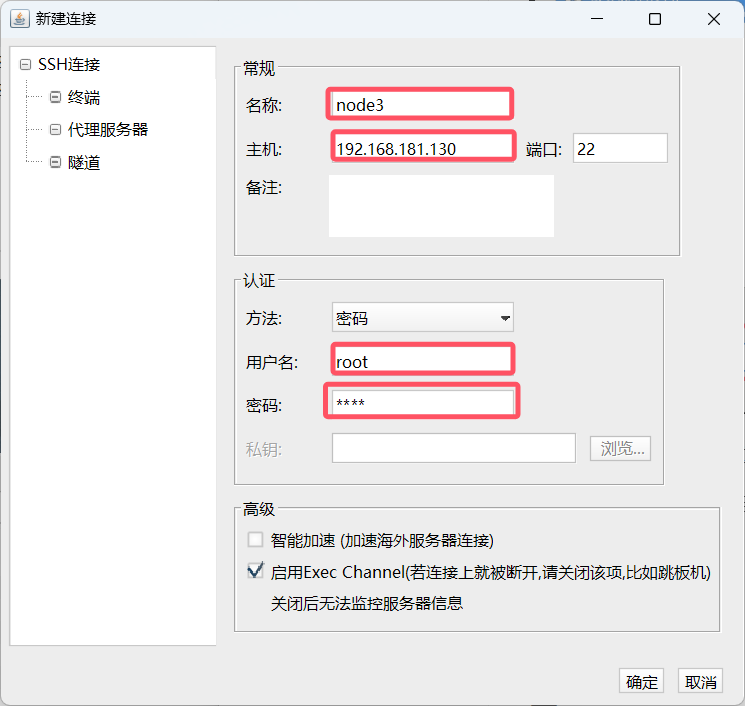 新建连接
SSH连接
终端
代理服务器
隧道
常规
名称: node3
主机: 192.168.181.130 端口: 22
备注:
认证
方法: 密码
用户名: root
密码: ****
私钥: 浏览...
高级
智能加速 (加速海外服务器连接)
启用Exec Channel(若连接上就被断开,请关闭该项,比如跳板机)
关闭后无法监控服务器信息
确定 取消